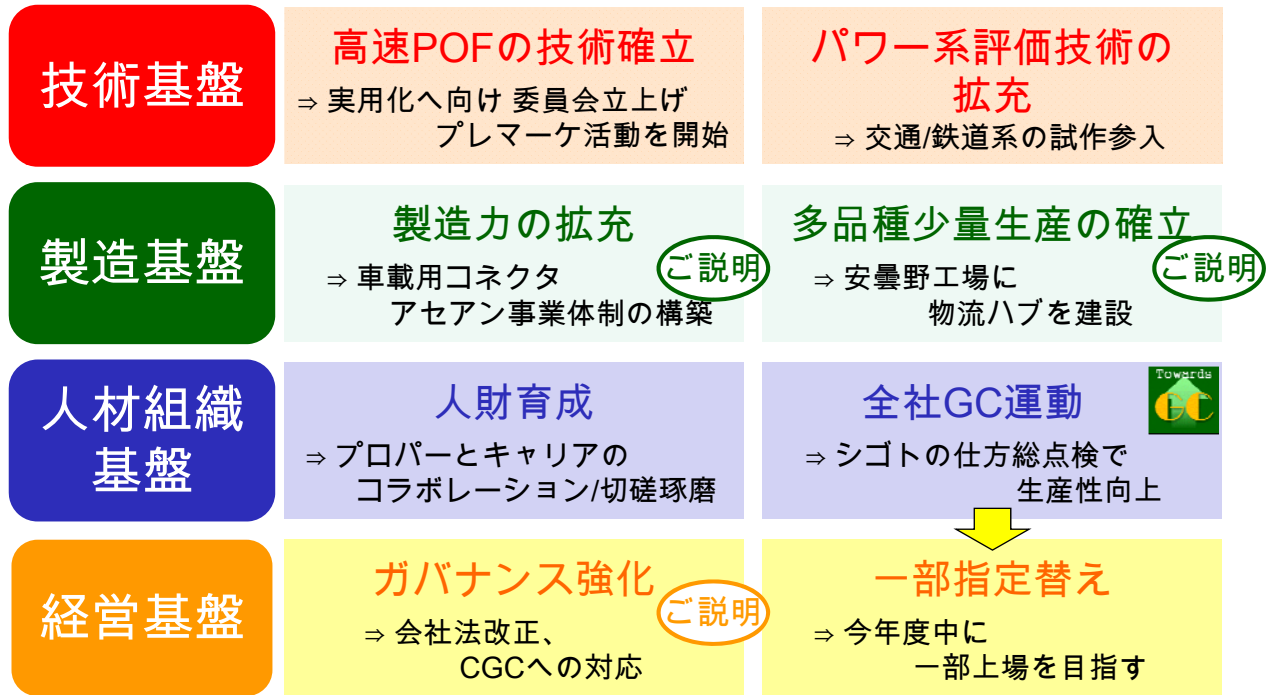 技術基盤
高速POFの技術確立
⇒ 実用化へ向け 委員会立上げ
プレマーケ活動を開始
パワー系評価技術の
拡充
⇒ 交通/鉄道系の試作参入
製造基盤
製造力の拡充
⇒ 車載用コネクタ
アセアン事業体制の構築
ご説明
多品種少量生産の確立
⇒ 安曇野工場に
物流ハブを建設
ご説明
人材組織
基盤
人財育成
⇒ プロパーとキャリアの
コラボレーション/切磋琢磨
全社GC運動
⇒ シゴトの仕方総点検で
生産性向上
Towards
GC
経営基盤
ガバナンス強化
⇒ 会社法改正、
CGCへの対応
ご説明
一部指定替え
⇒ 今年度中に
一部上場を目指す